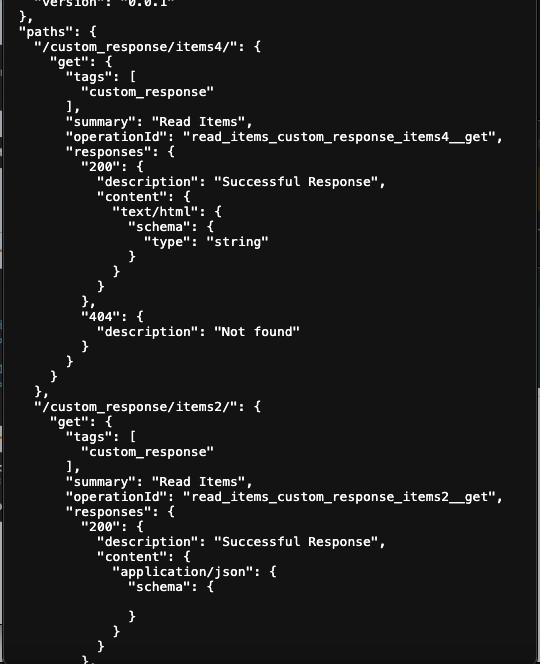 "version": "0.0.1"
},
"paths": {
"/custom_response/items4/": {
"get": {
"tags": [
"custom_response"
],
"summary": "Read Items",
"operationId": "read_items_custom_response_items4__get",
"responses": {
"200": {
"description": "Successful Response",
"content": {
"text/html": {
"schema": {
"type": "string"
}
}
}
},
"404": {
"description": "Not found"
}
}
}
},
"/custom_response/items2/": {
"get": {
"tags": [
"custom_response"
],
"summary": "Read Items",
"operationId": "read_items_custom_response_items2__get",
"responses": {
"200": {
"description": "Successful Response",
"content": {
"application/json": {
"schema": {
}
}
}
},